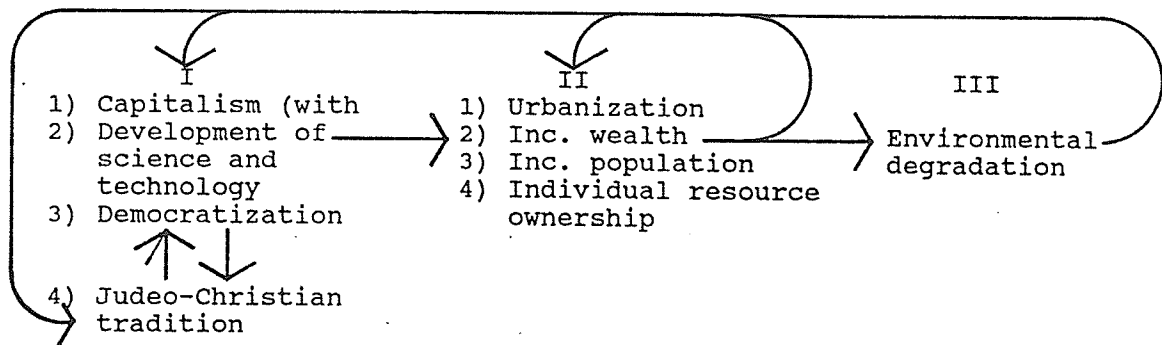 I
1) Capitalism (with
2) Development of
science and
technology
3) Democratization
4) Judeo-Christian
tradition
II
1) Urbanization
2) Inc. wealth
3) Inc. population
4) Individual resource
ownership
III
Environmental
degradation